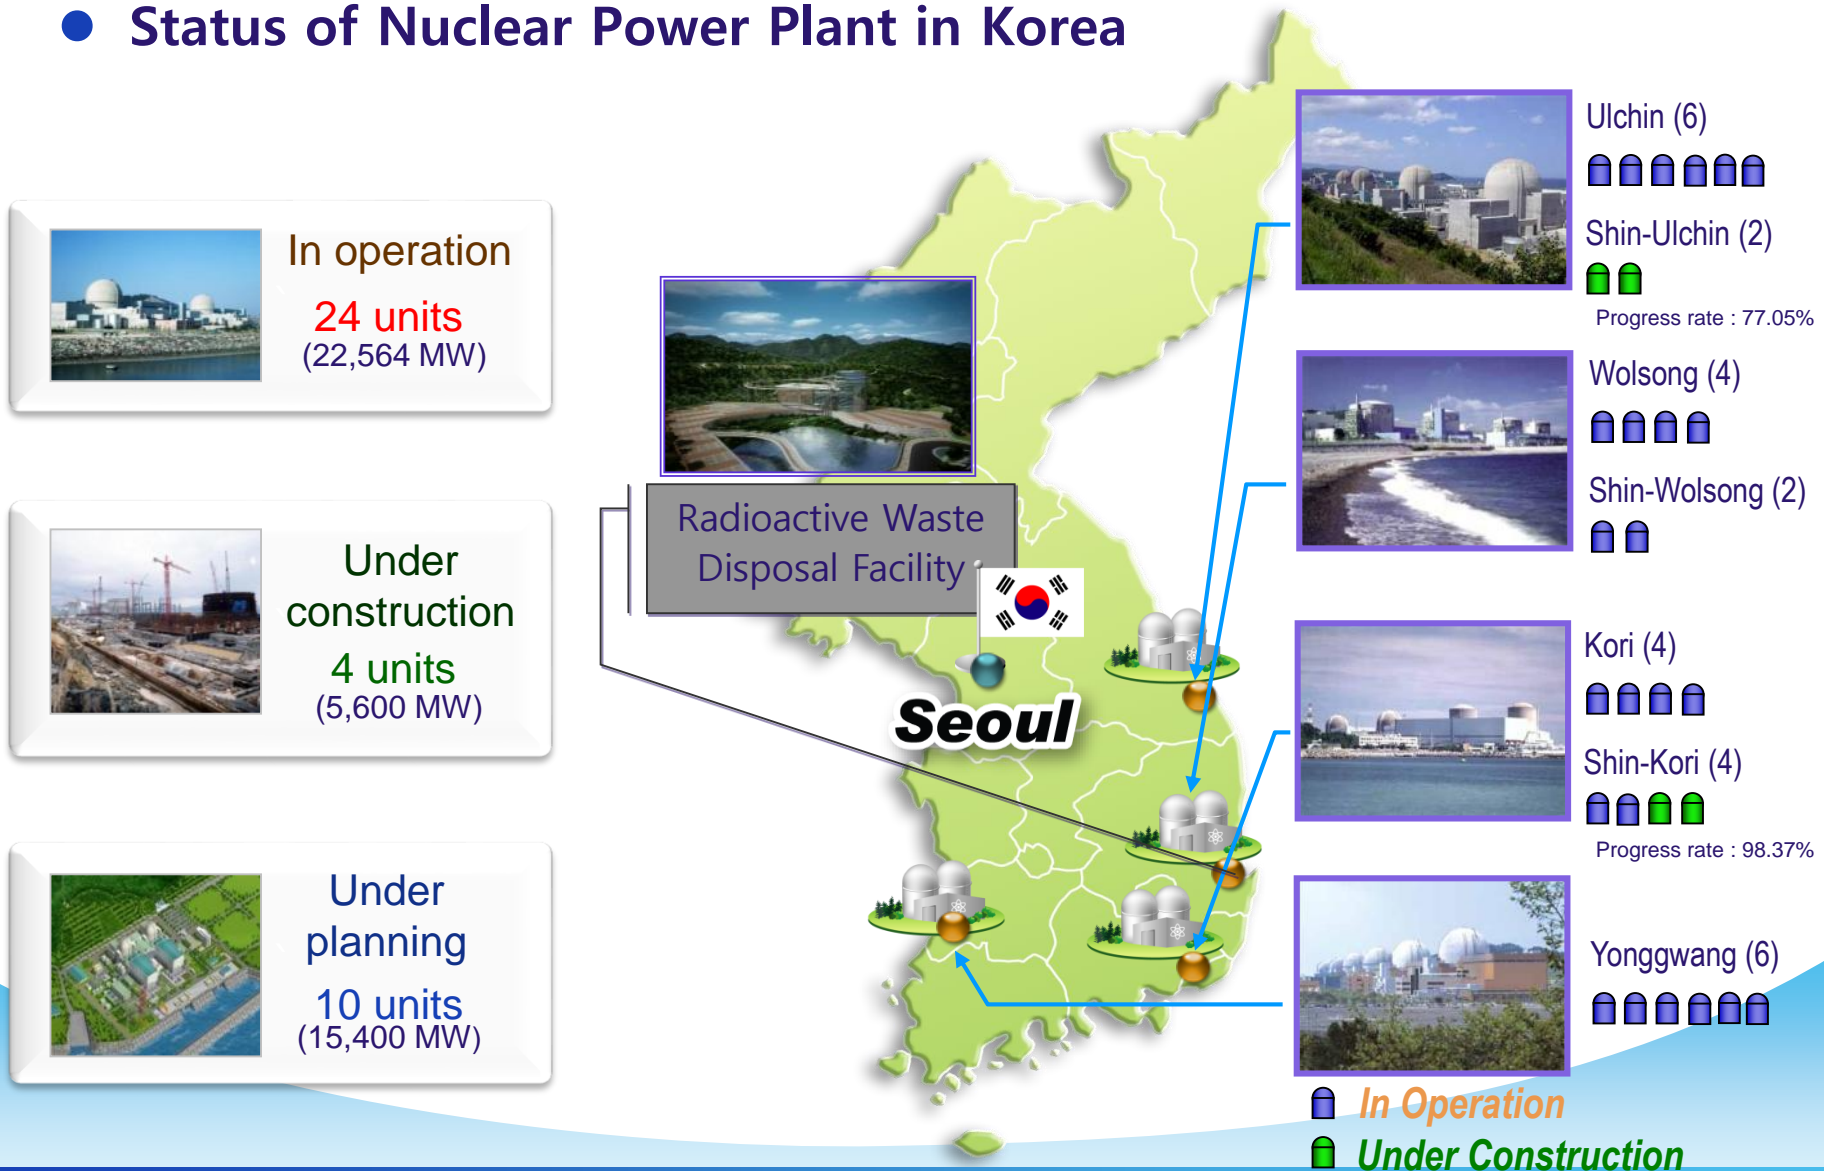 ● Status of Nuclear Power Plant in Korea
In operation
24 units
(22,564 MW)
Under
construction
4 units
(5,600 MW)
Under
planning
10 units
(15,400 MW)
Radioactive Waste
Disposal Facility
Seoul
Ulchin (6)
Shin-Ulchin (2)
Progress rate : 77.05%
Wolsong (4)
Shin-Wolsong (2)
Kori (4)
Shin-Kori (4)
Progress rate : 98.37%
Yonggwang (6)
In Operation
Under Construction